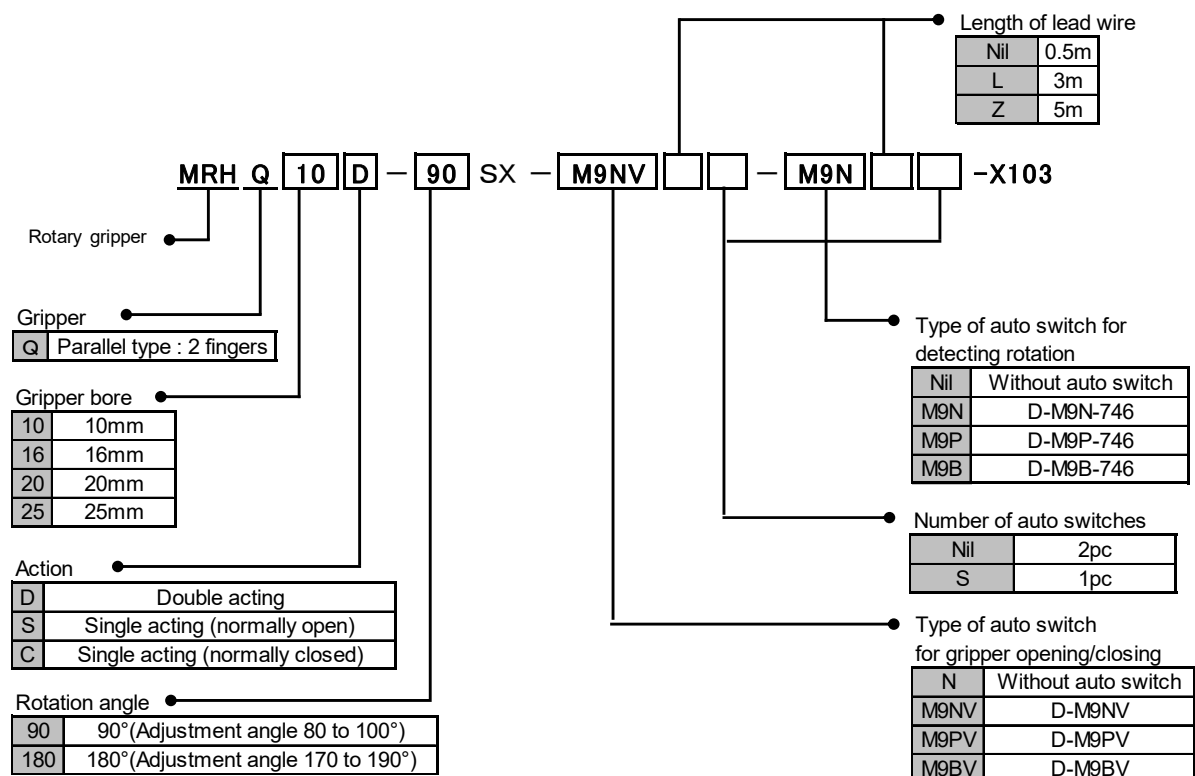 Length of lead wire
Nil 0.5m
L 3m
Z 5m
MRH Q 10 D - 90 SX - M9NV - M9N -X103
Rotary gripper
Gripper
Q Parallel type : 2 fingers
Gripper bore
10 10mm
16 16mm
20 20mm
25 25mm
Action
D Double acting
S Single acting (normally open)
C Single acting (normally closed)
Rotation angle
90 90°(Adjustment angle 80 to 100°)
180 180°(Adjustment angle 170 to 190°)
Type of auto switch for
detecting rotation
Nil Without auto switch
M9N D-M9N-746
M9P D-M9P-746
M9B D-M9B-746
Number of auto switches
Nil 2pc
S 1pc
Type of auto switch
for gripper opening/closing
N Without auto switch
M9NV D-M9NV
M9PV D-M9PV
M9BV D-M9BV